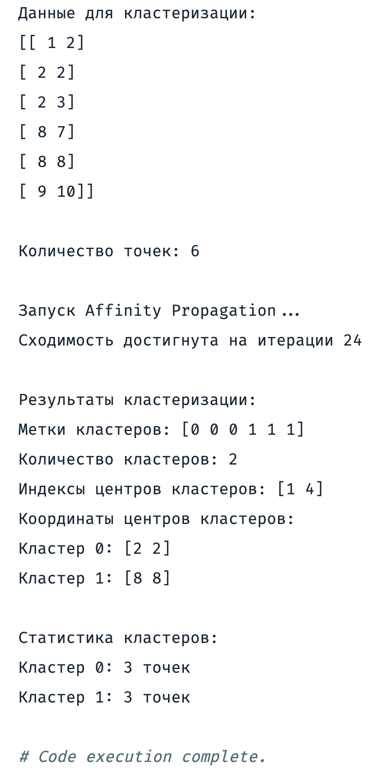 Данные для кластеризации:
[[ 1 2]
[ 2 2]
[ 2 3]
[ 8 7]
[ 8 8]
[ 9 10]]
Количество точек: 6
Запуск Affinity Propagation...
Сходимость достигнута на итерации 24
Результаты кластеризации:
Метки кластеров: [0 0 0 1 1 1]
Количество кластеров: 2
Индексы центров кластеров: [1 4]
Координаты центров кластеров:
Кластер 0: [2 2]
Кластер 1: [8 8]
Статистика кластеров:
Кластер 0: 3 точек
Кластер 1: 3 точек
# Code execution complete.